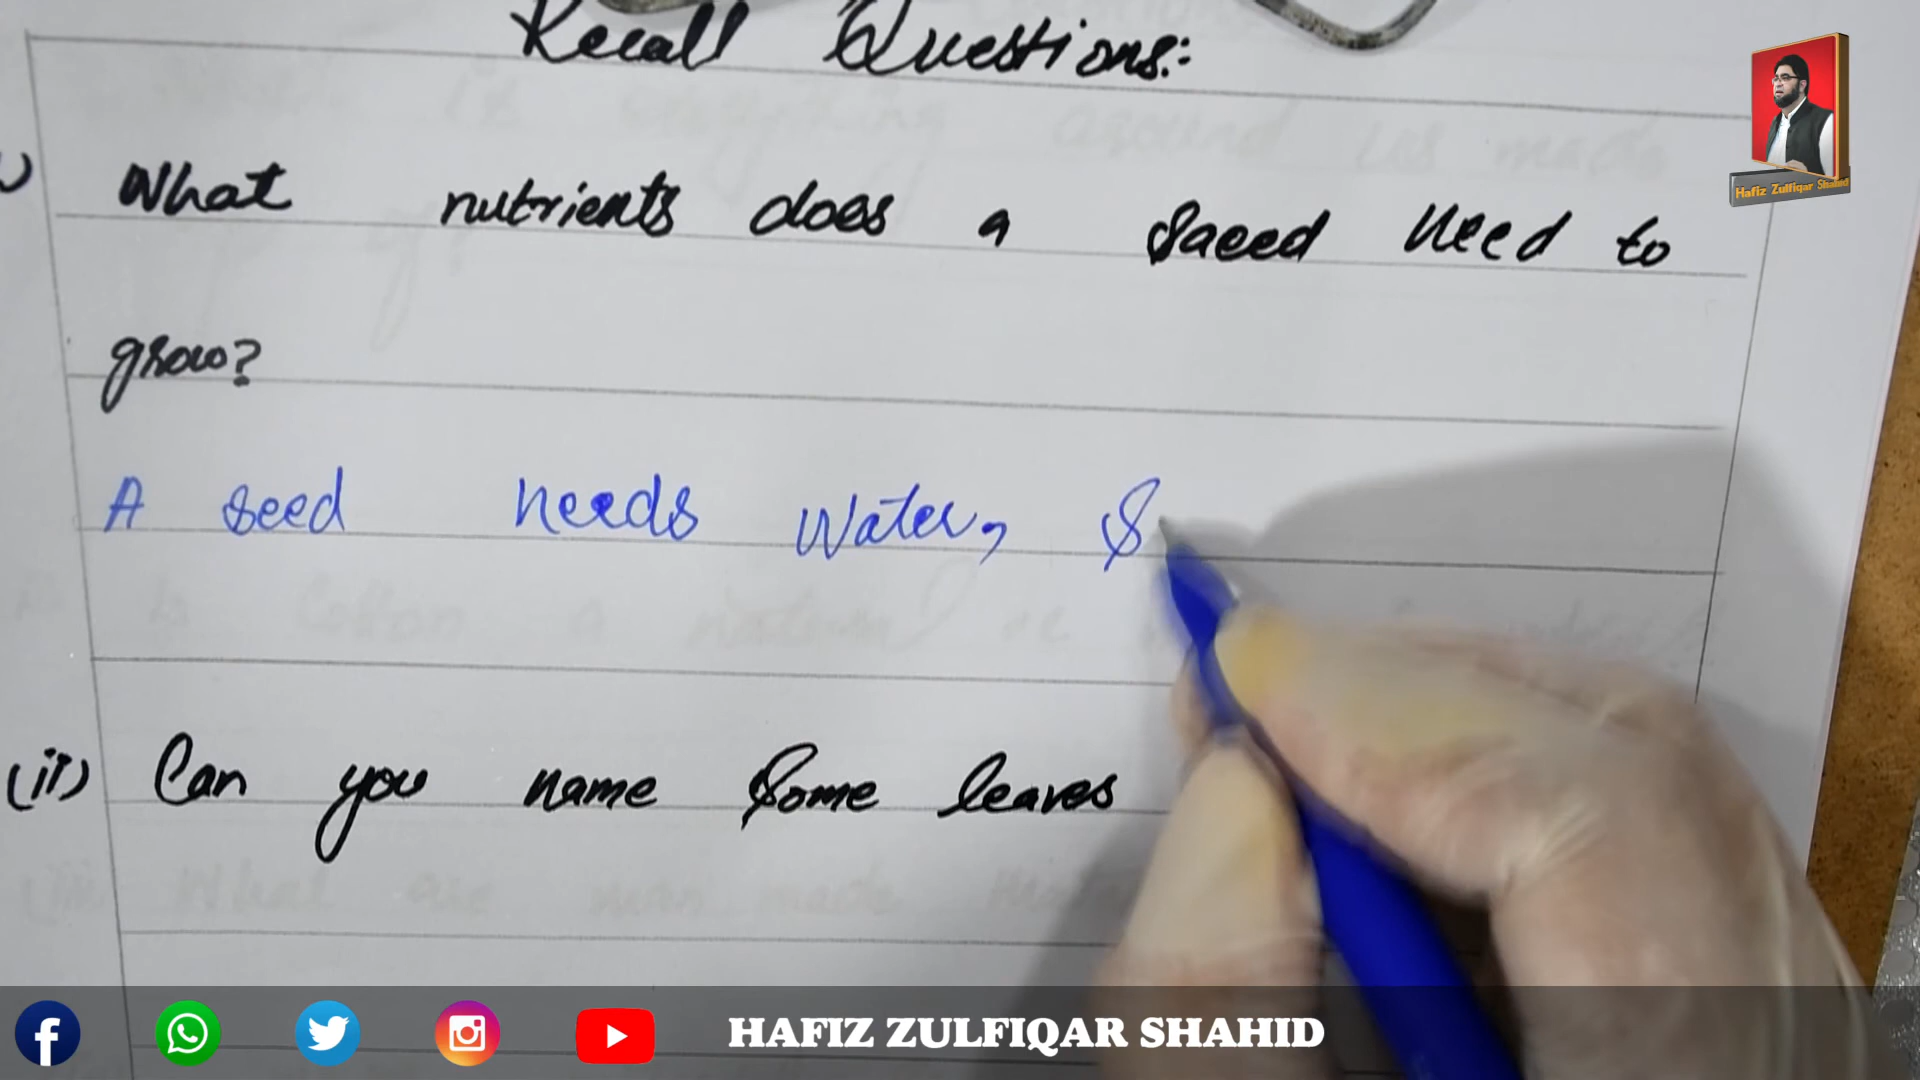 Recall Questions:-
Hafiz Zulfiqar Shahid
What nutrients does a Saeed need to
grow?
A seed needs Water, S
(ii) Can you name some leaves
HAFIZ ZULFIQAR SHAHID